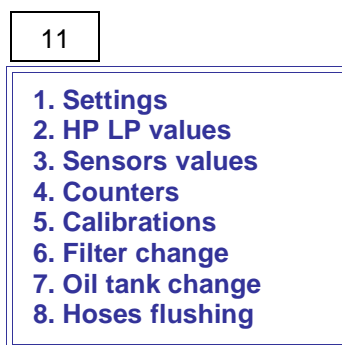 11
1. Settings
2. HP LP values
3. Sensors values
4. Counters
5. Calibrations
6. Filter change
7. Oil tank change
8. Hoses flushing